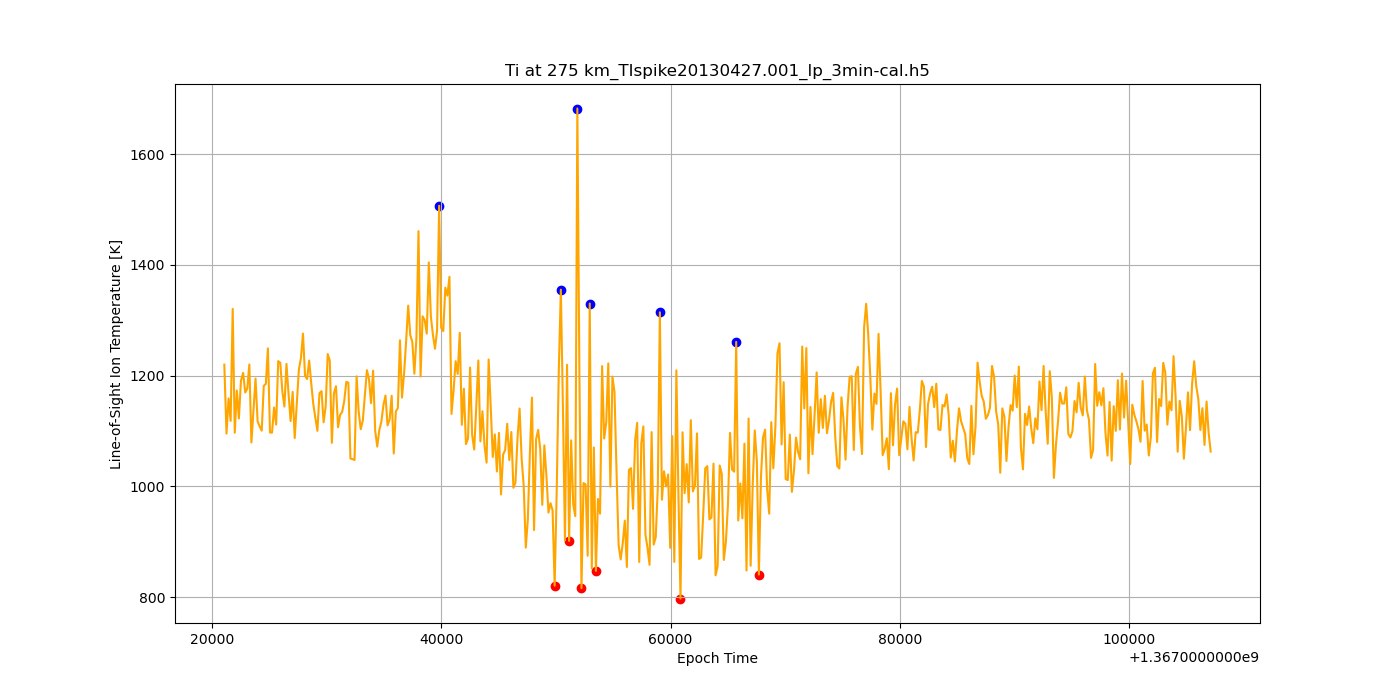 Ti at 275 km_TIspike20130427.001_lp_3min-cal.h5
Line-of-Sight Ion Temperature [K]
1600
1400
1200
1000
800
20000 40000 60000 80000 100000
Epoch Time
+1.3670000000e9